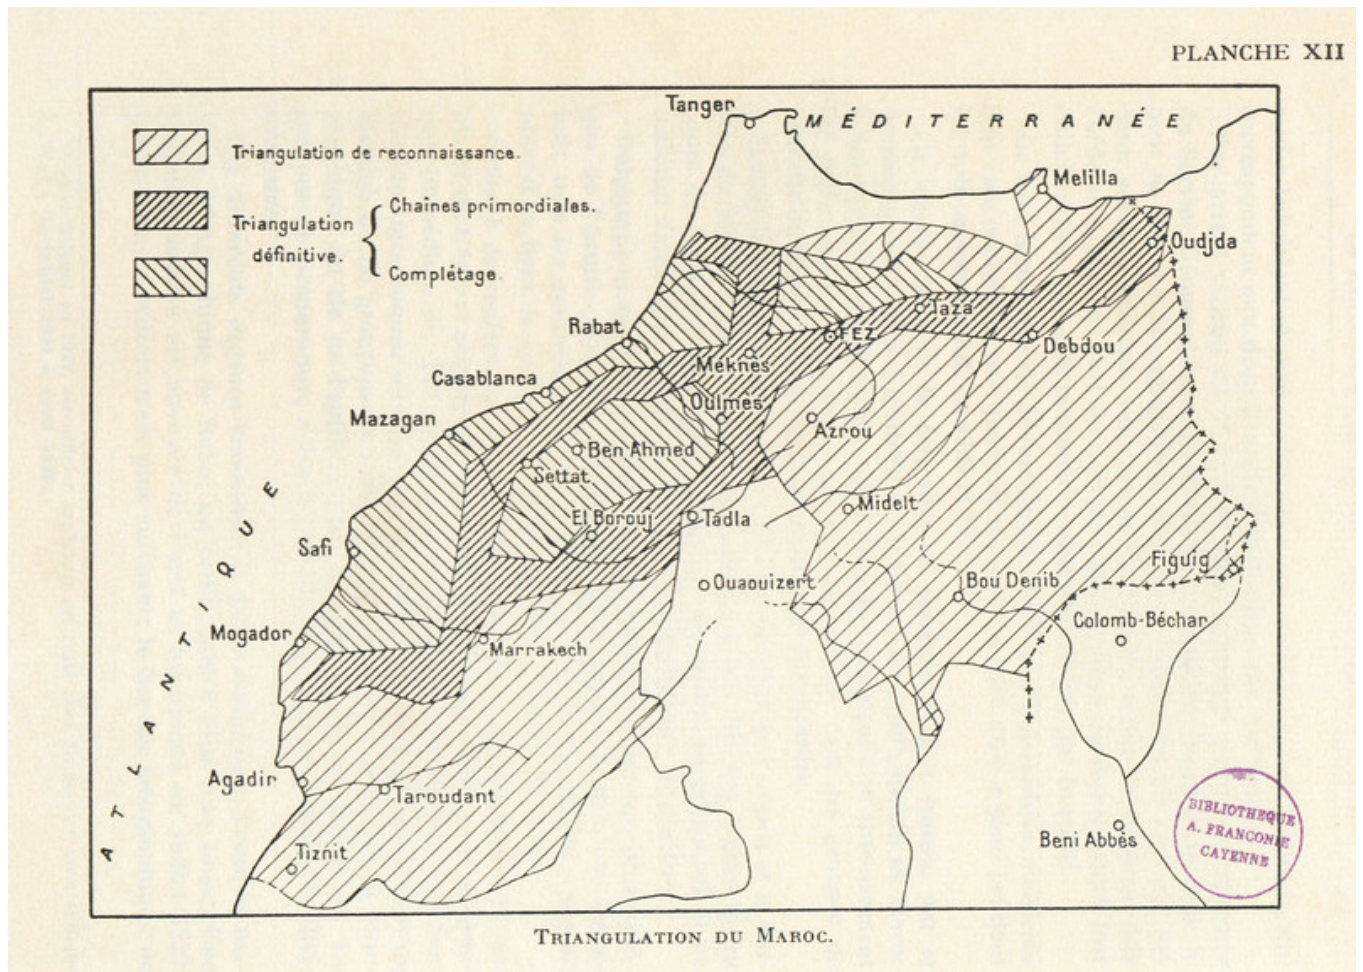 PLANCHE XII
Tanger
MÉDITERRANÉE
Triangulation de reconnaissance.
Melilla
Chaînes primordiales.
Triangulation
définitive.
Oudjda
Complétage.
Taza
Rabat
FEZ
Debdou
Meknès
Casablanca
Oulmès
Mazagan
Azrou
Ben Ahmed
Settat
Midelt
El Borouj
Tadla
Safi
Figuig
Ouaouizert
Bou Denib
Colomb-Béchar
Mogador
Marrakech
ATLANTIQUE
Agadir
Taroudant
BIBLIOTHEQUE
A. FRANCONIE
CAYENNE
Beni Abbès
Tiznit
TRIANGULATION DU MAROC.